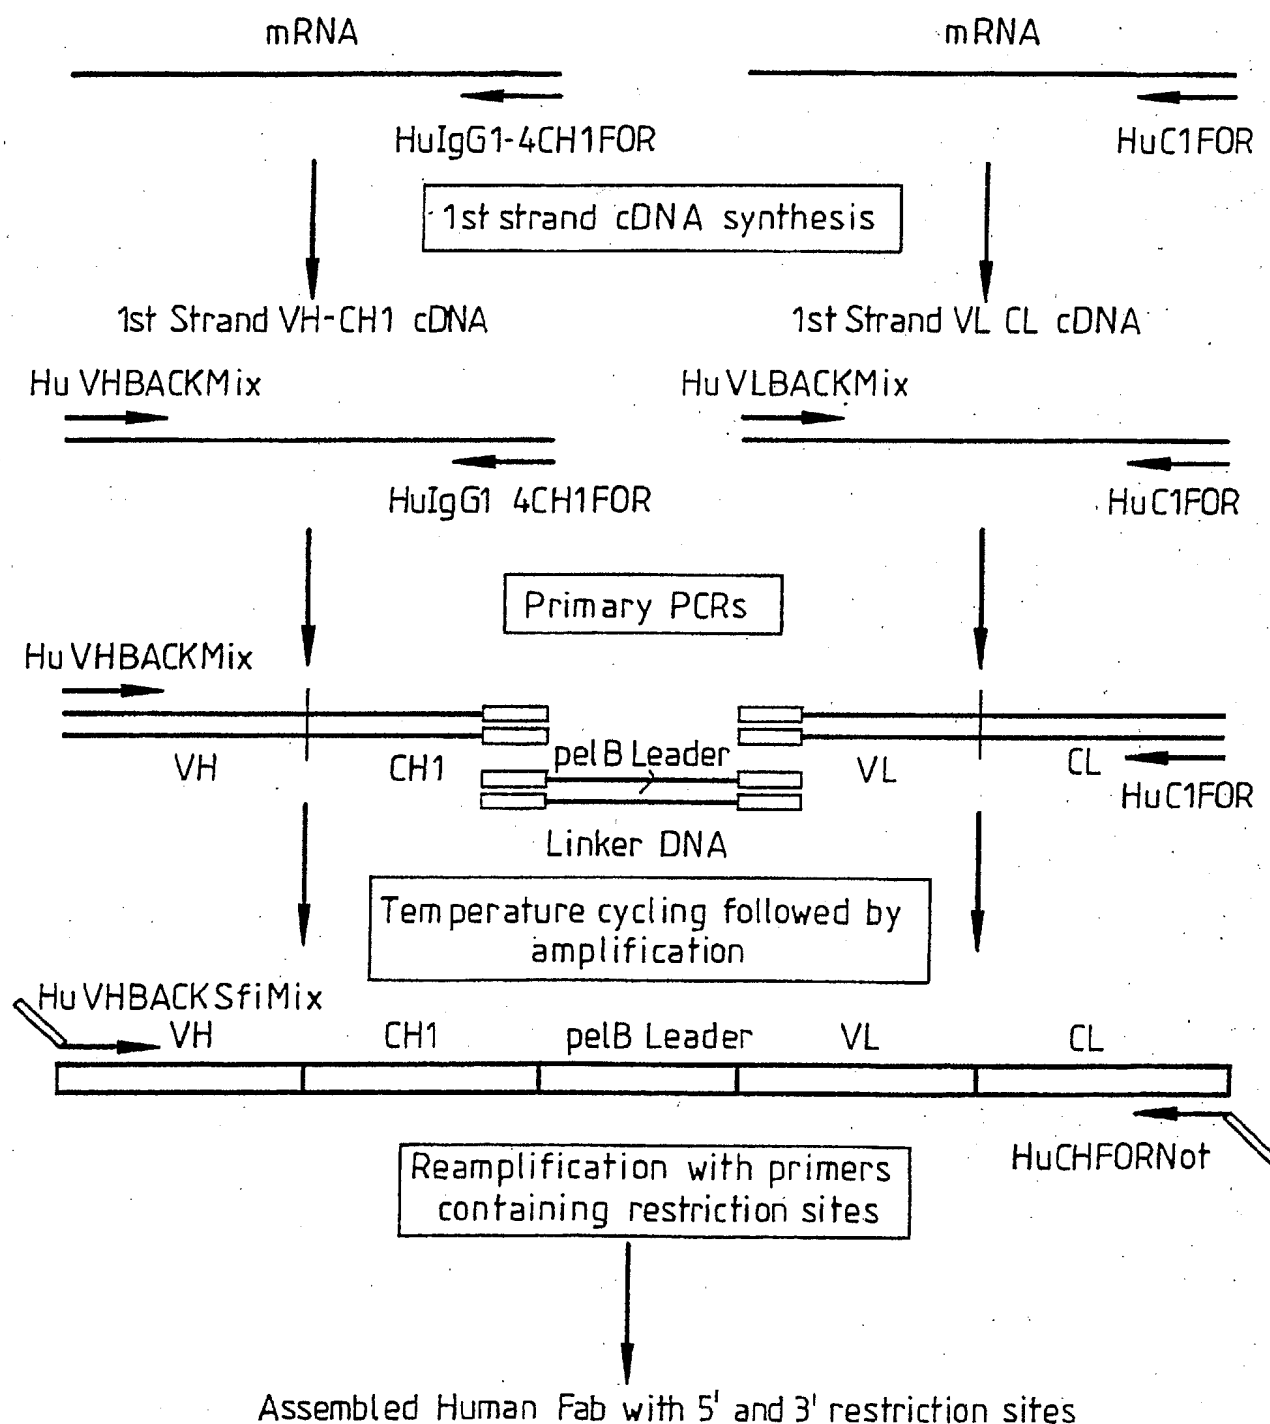 mRNA
mRNA
HuIgG1-4CH1FOR
HuC1FOR
1st strand cDNA synthesis
1st Strand VH-CH1 cDNA
1st Strand VL CL cDNA
Hu VHBACKMix
Hu VLBACKMix
HuIgG1 4CH1FOR
HuC1FOR
Primary PCRs
Hu VHBACKMix
VH
CH1
pelB Leader
VL
CL
HuC1FOR
Linker DNA
Temperature cycling followed by
amplification
Hu VHBACKSfiMix
VH
CH1
pelB Leader
VL
CL
HuCHFORNot
Reamplification with primers
containing restriction sites
Assembled Human Fab with 5' and 3' restriction sites